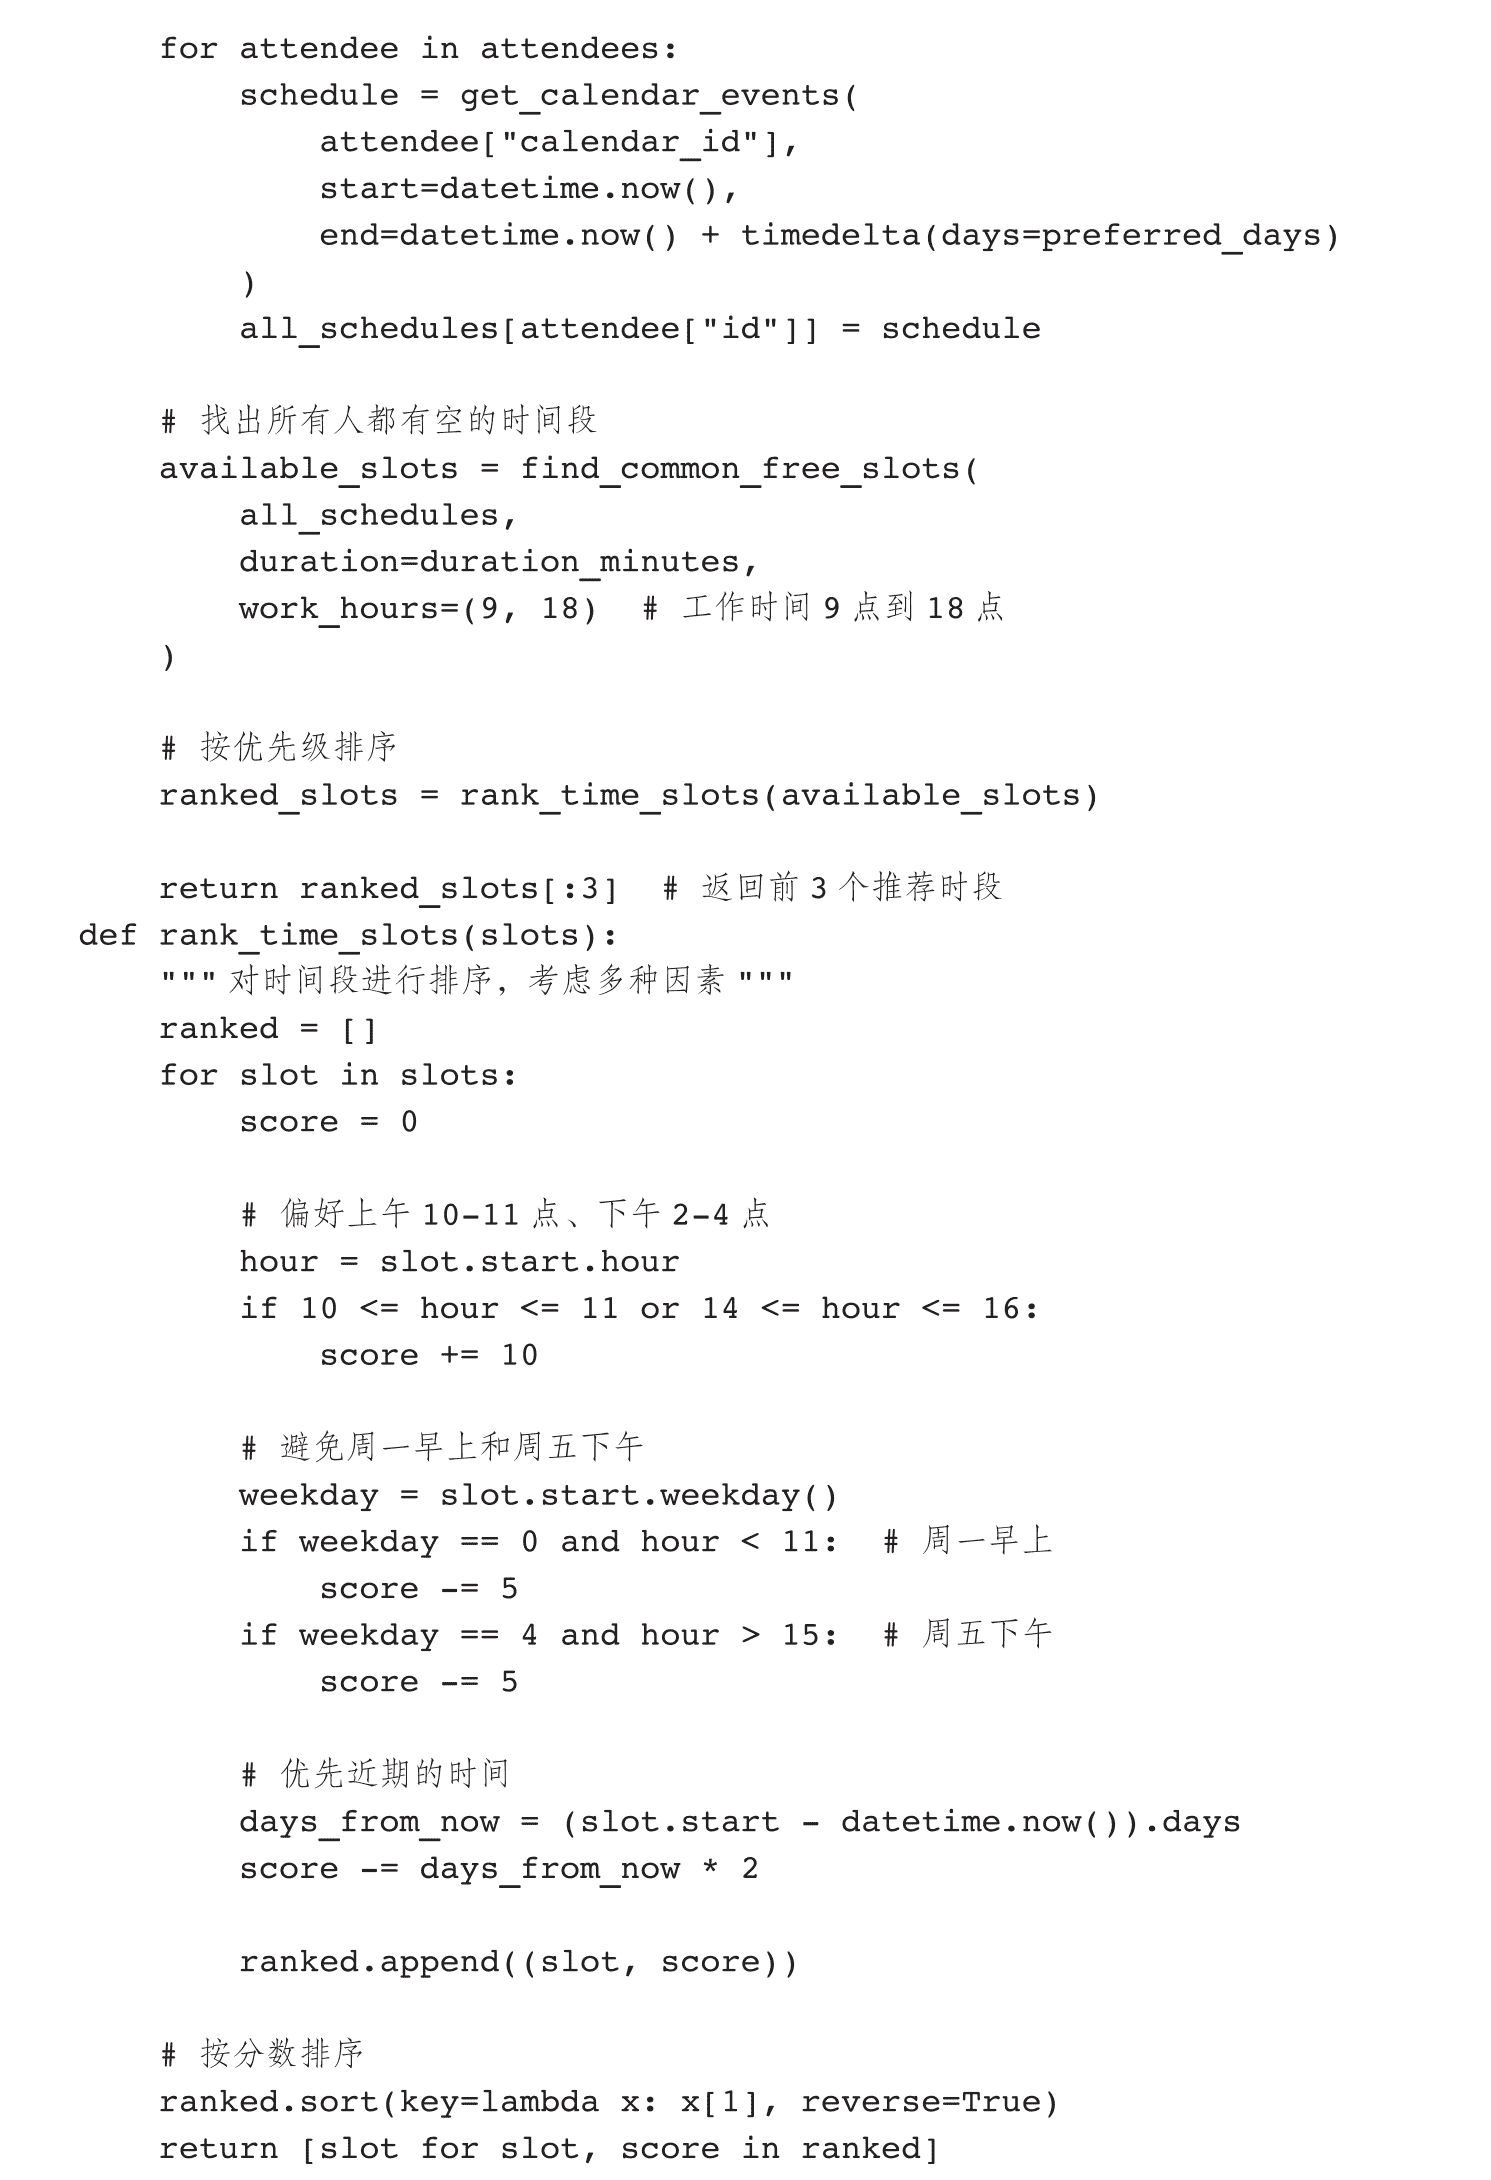 for attendee in attendees:
        schedule = get_calendar_events(
            attendee["calendar_id"],
            start=datetime.now(),
            end=datetime.now() + timedelta(days=preferred_days)
        )
        all_schedules[attendee["id"]] = schedule

    # 找出所有人都有空的时间段
    available_slots = find_common_free_slots(
        all_schedules,
        duration=duration_minutes,
        work_hours=(9, 18)  # 工作时间 9 点到 18 点
    )

    # 按优先级排序
    ranked_slots = rank_time_slots(available_slots)

    return ranked_slots[:3]  # 返回前 3 个推荐时段
def rank_time_slots(slots):
    """ 对时间段进行排序，考虑多种因素 """
    ranked = []
    for slot in slots:
        score = 0

        # 偏好上午 10-11 点、下午 2-4 点
        hour = slot.start.hour
        if 10 <= hour <= 11 or 14 <= hour <= 16:
            score += 10

        # 避免周一早上和周五下午
        weekday = slot.start.weekday()
        if weekday == 0 and hour < 11:  # 周一早上
            score -= 5
        if weekday == 4 and hour > 15:  # 周五下午
            score -= 5

        # 优先近期的时间
        days_from_now = (slot.start - datetime.now()).days
        score -= days_from_now * 2

        ranked.append((slot, score))

    # 按分数排序
    ranked.sort(key=lambda x: x[1], reverse=True)
    return [slot for slot, score in ranked]